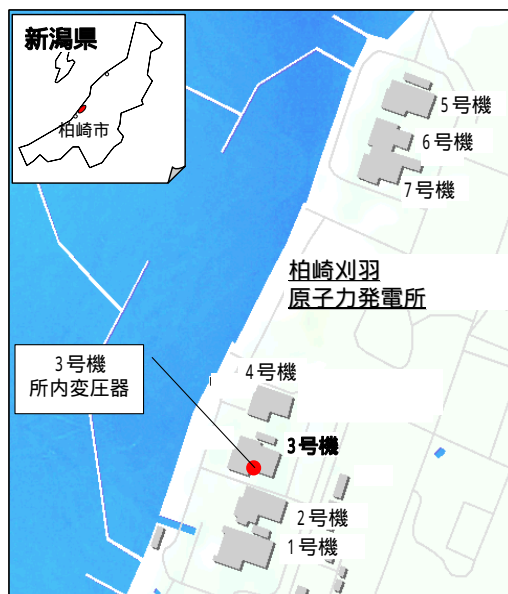 新潟県
柏崎市
5号機
6号機
7号機
柏崎刈羽
原子力発電所
3号機
所内変圧器
4号機
3号機
2号機
1号機